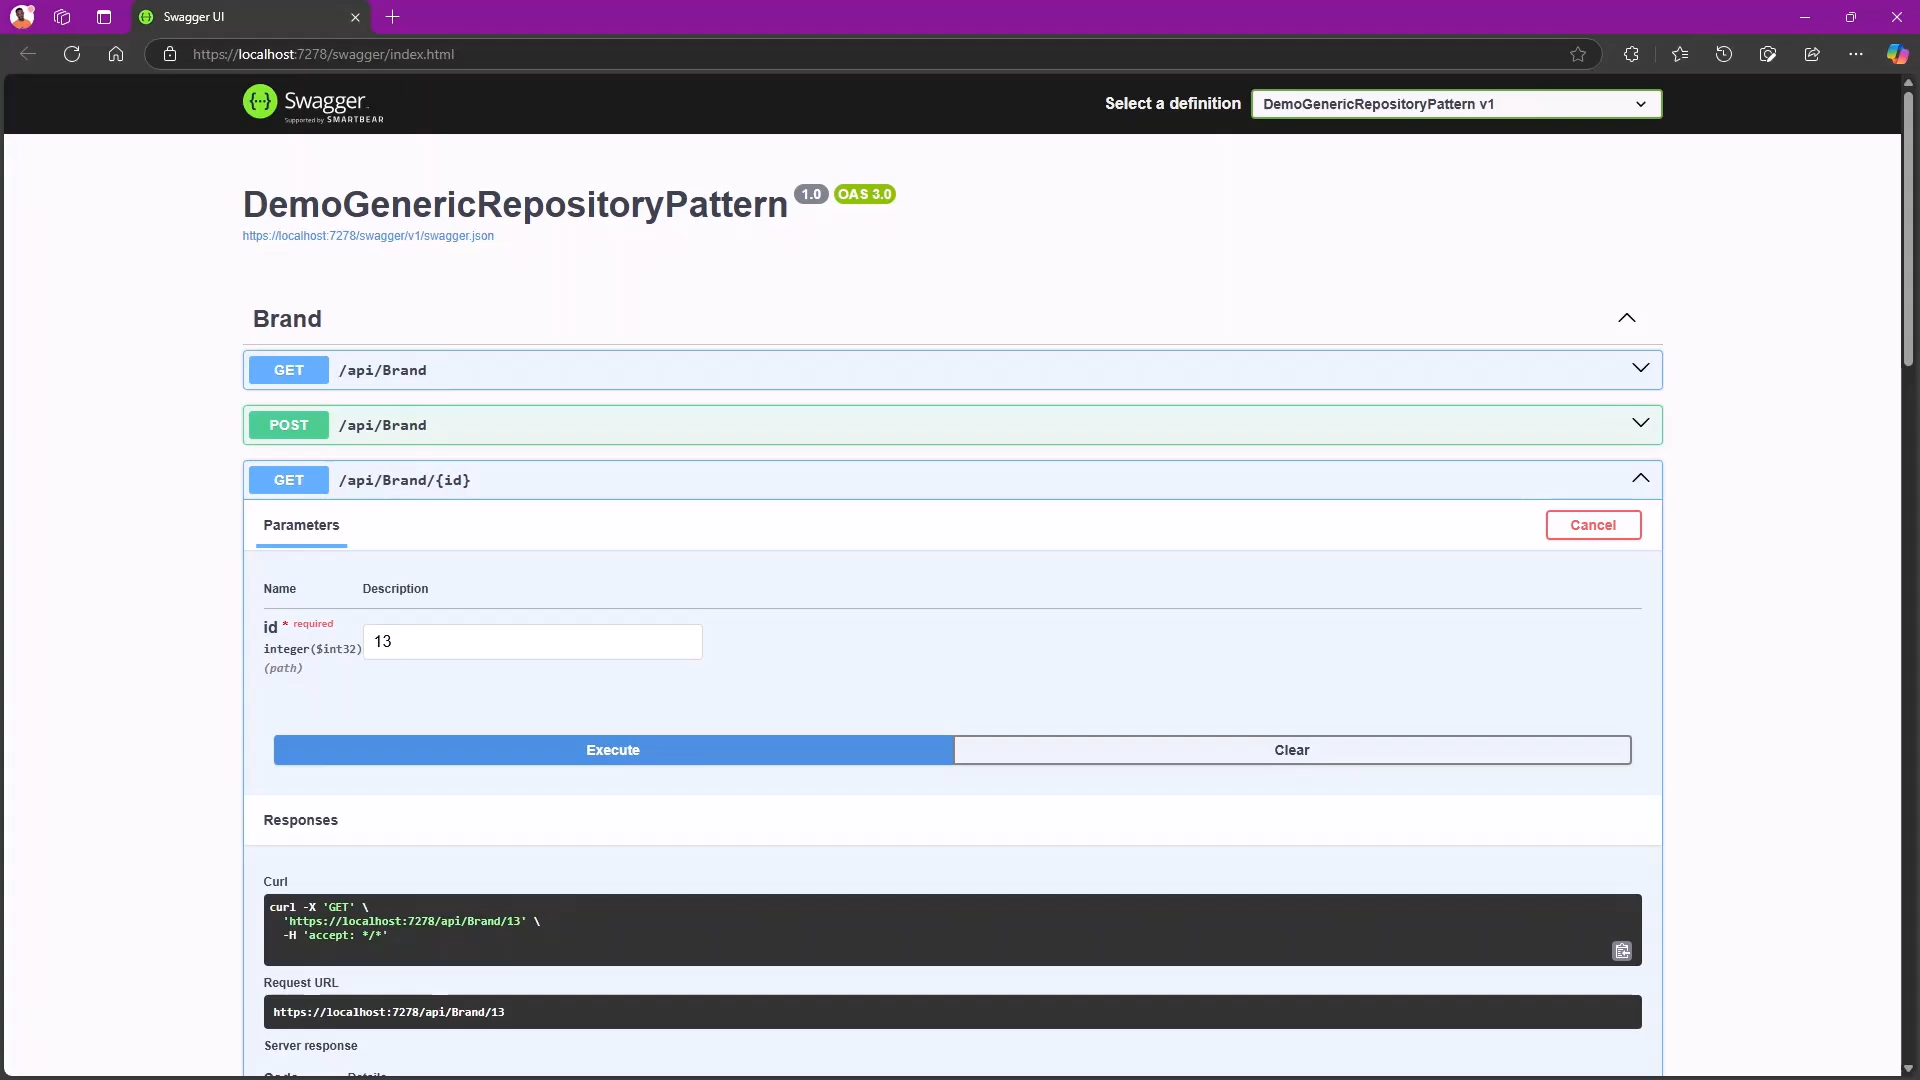 Swagger UI
https://localhost:7278/swagger/index.html
Swagger
Supported by SMARTBEAR
Select a definition
DemoGenericRepositoryPattern v1
DemoGenericRepositoryPattern 1.0 OAS 3.0
https://localhost:7278/swagger/v1/swagger.json
Brand
GET /api/Brand
POST /api/Brand
GET /api/Brand/{id}
Parameters
Cancel
Name Description
id * required
integer($int32)
(path)
13
Execute
Clear
Responses
Curl
curl -X 'GET' \
'https://localhost:7278/api/Brand/13' \
-H 'accept: */*'
Request URL
https://localhost:7278/api/Brand/13
Server response
Code Details